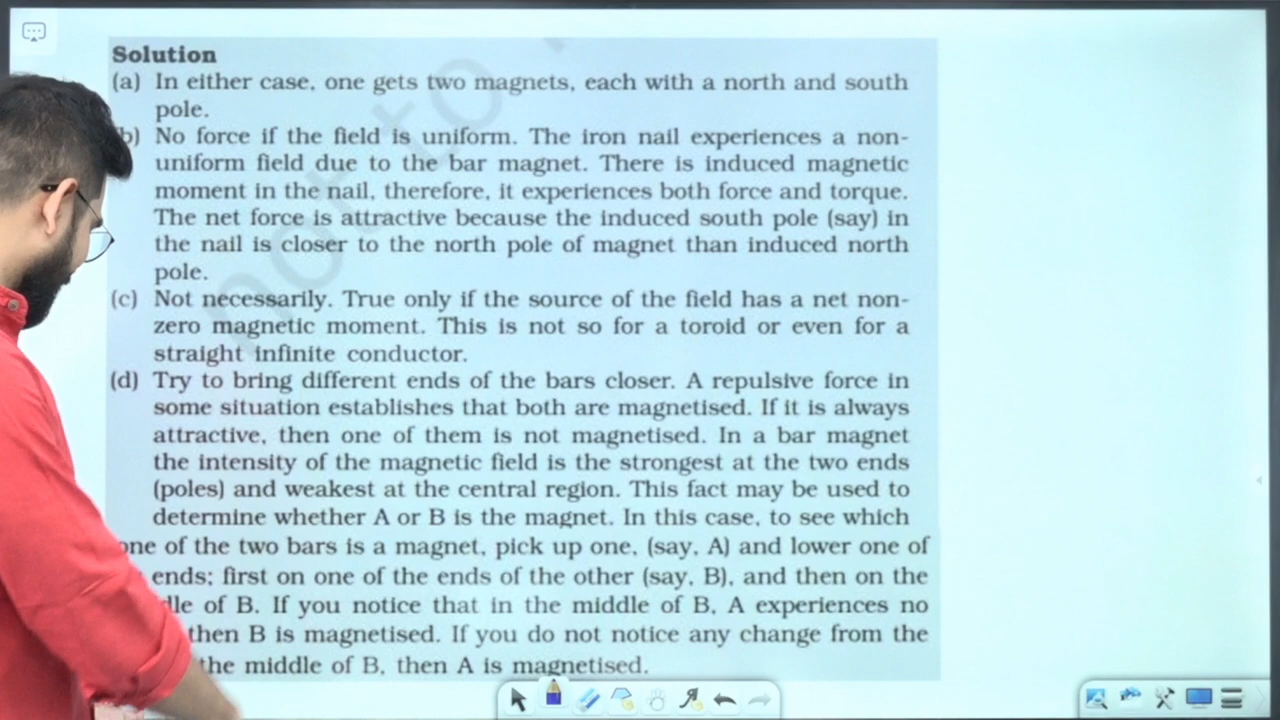 Solution
(a) In either case, one gets two magnets, each with a north and south
pole.
b) No force if the field is uniform. The iron nail experiences a non-
uniform field due to the bar magnet. There is induced magnetic
moment in the nail, therefore, it experiences both force and torque.
The net force is attractive because the induced south pole (say) in
the nail is closer to the north pole of magnet than induced north
pole.
(c) Not necessarily. True only if the source of the field has a net non-
zero magnetic moment. This is not so for a toroid or even for a
straight infinite conductor.
(d) Try to bring different ends of the bars closer. A repulsive force in
some situation establishes that both are magnetised. If it is always
attractive, then one of them is not magnetised. In a bar magnet
the intensity of the magnetic field is the strongest at the two ends
(poles) and weakest at the central region. This fact may be used to
determine whether A or B is the magnet. In this case, to see which
one of the two bars is a magnet, pick up one, (say, A) and lower one of
ends; first on one of the ends of the other (say, B), and then on the
of B. If you notice that in the middle of B, A experiences no
then B is magnetised. If you do not notice any change from the
the middle of B, then A is magnetised.
not to